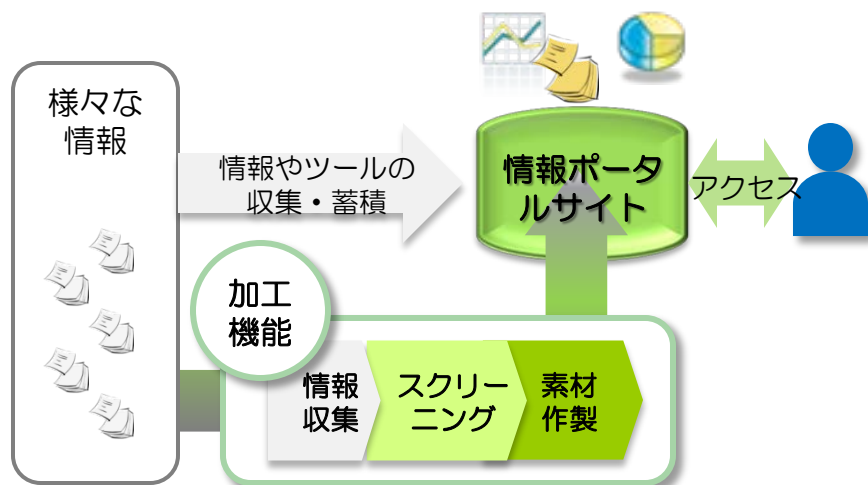 様々な
情報
情報やツールの
収集・蓄積
情報ポータ
ルサイト
アクセス
加工
機能
情報
収集
スクリー
ニング
素材
作製